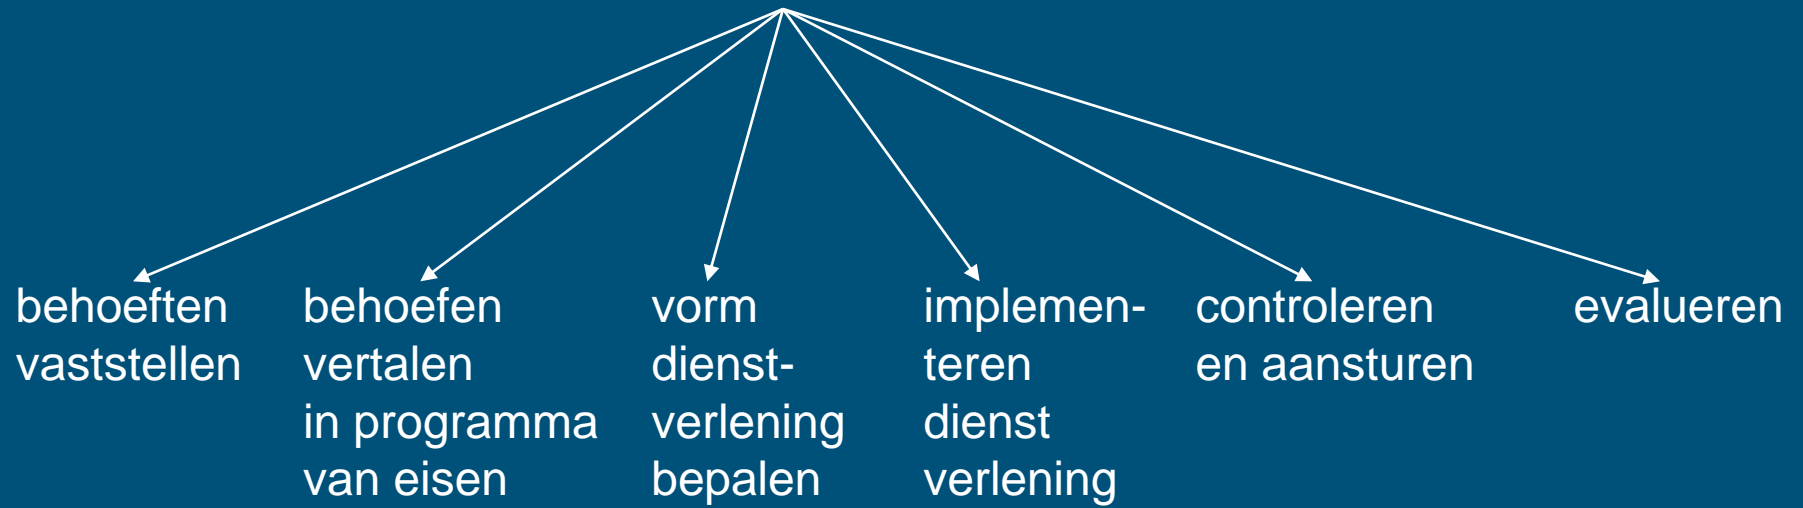 behoeften
vaststellen
behoefen
vertalen
in programma
van eisen
vorm
dienst-
verlening
bepalen
implemen-
teren
dienst
verlening
controleren
en aansturen
evalueren